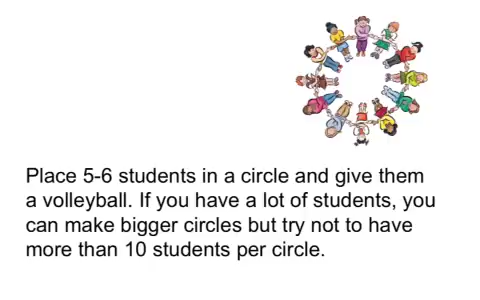 Place 5-6 students in a circle and give them
a volleyball. If you have a lot of students, you
can make bigger circles but try not to have
more than 10 students per circle.